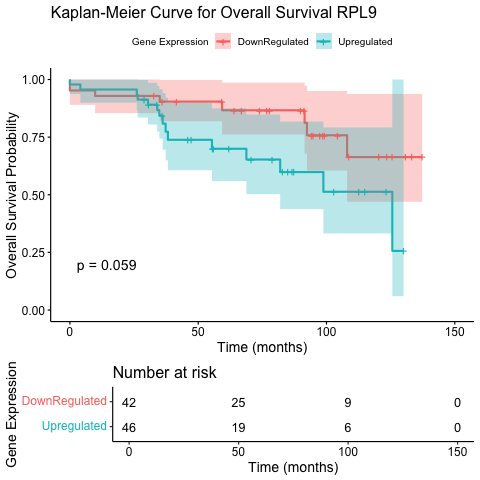 Kaplan-Meier Curve for Overall Survival RPL9
Gene Expression DownRegulated Upregulated
Overall Survival Probability
1.00
0.75
0.50
0.25
0.00
p = 0.059
0 50 100 150
Time (months)
Number at risk
Gene Expression
DownRegulated 42 25 9 0
Upregulated 46 19 6 0
0 50 100 150
Time (months)